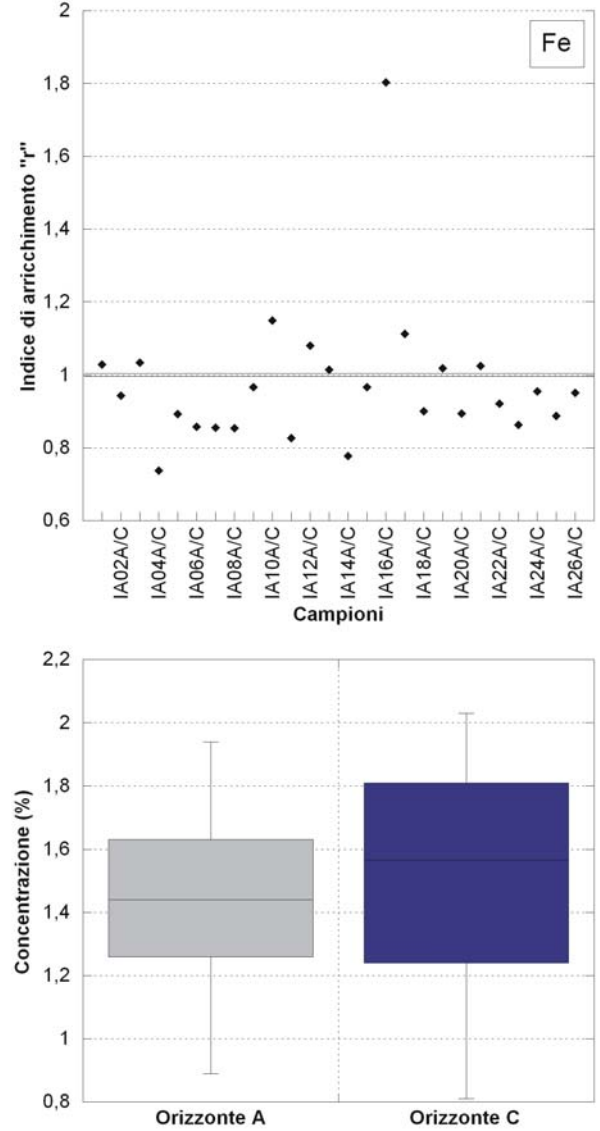 2
Fe
1,8
1,6
1,4
1,2
1
0,8
0,6
Indice di arricchimento "r"
IA02A/C
IA04A/C
IA06A/C
IA08A/C
IA10A/C
IA12A/C
IA14A/C
IA16A/C
IA18A/C
IA20A/C
IA22A/C
IA24A/C
IA26A/C
Campioni
2,2
2
1,8
1,6
1,4
1,2
1
0,8
Concentrazione (%)
Orizzonte A
Orizzonte C